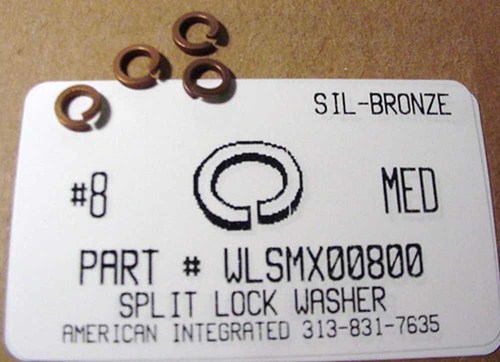 SIL-BRONZE
#8 MED
PART # WLSMX00800
SPLIT LOCK WASHER
AMERICAN INTEGRATED 313-831-7635